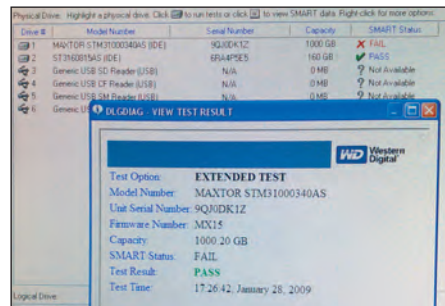 Physical Drive: Highlight a physical drive. Click to run tests or click to view SMART data. Right-click for more options.
Drive # Model Number Serial Number Capacity SMART Status
1 MAXTOR STM31000340AS (IDE) 9QJ0DK1Z 1000 GB FAIL
2 ST3160815AS (IDE) 6RA4P5E5 160 GB PASS
3 Generic USB SD Reader (USB) N/A 0 MB ? Not Available
4 Generic USB CF Reader (USB) N/A 0 MB ? Not Available
5 Generic USB SM Reader (USB) N/A 0 MB ? Not Available
6 Generic US ? Not Available
DLGDIAG - VIEW TEST RESULT
WD Western Digital
Test Option: EXTENDED TEST
Model Number: MAXTOR STM31000340AS
Unit Serial Number: 9QJ0DK1Z
Firmware Number: MX15
Capacity: 1000.20 GB
SMART Status: FAIL
Test Result: PASS
Test Time: 17:26:42, January 28, 2009
Logical Drive: